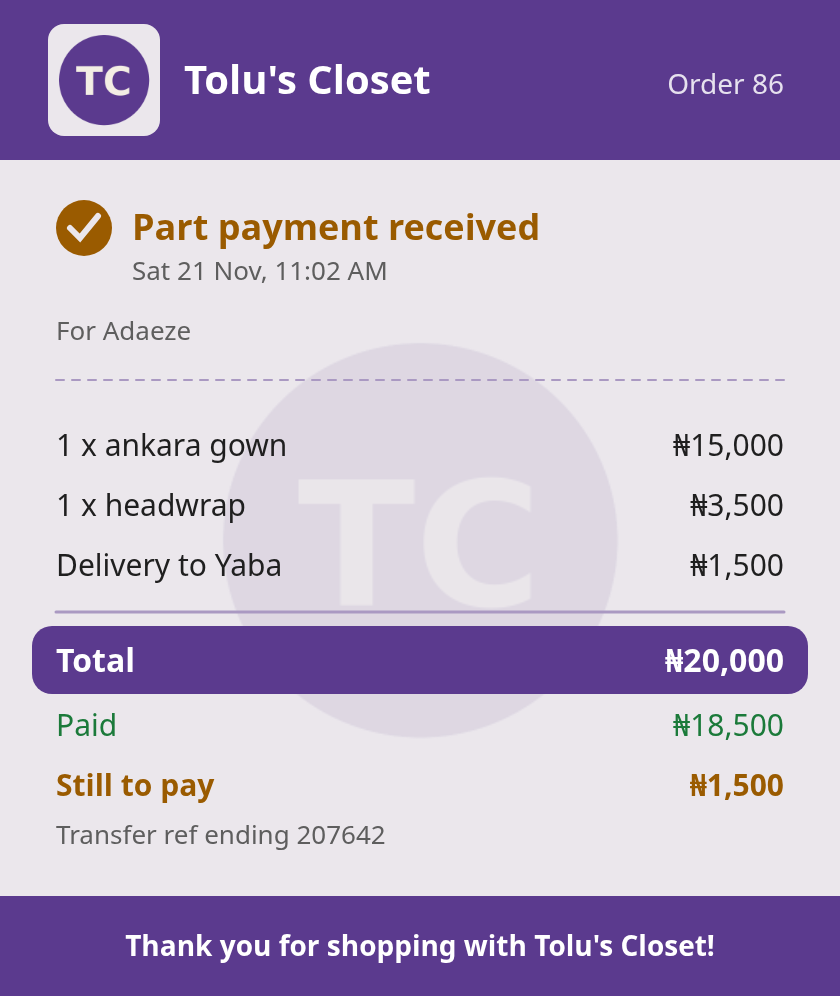 TC
Tolu's Closet
Order 86
Part payment received
Sat 21 Nov, 11:02 AM
For Adaeze
1 x ankara gown ₦15,000
1 x headwrap ₦3,500
Delivery to Yaba ₦1,500
TC
Total ₦20,000
Paid ₦18,500
Still to pay ₦1,500
Transfer ref ending 207642
Thank you for shopping with Tolu's Closet!